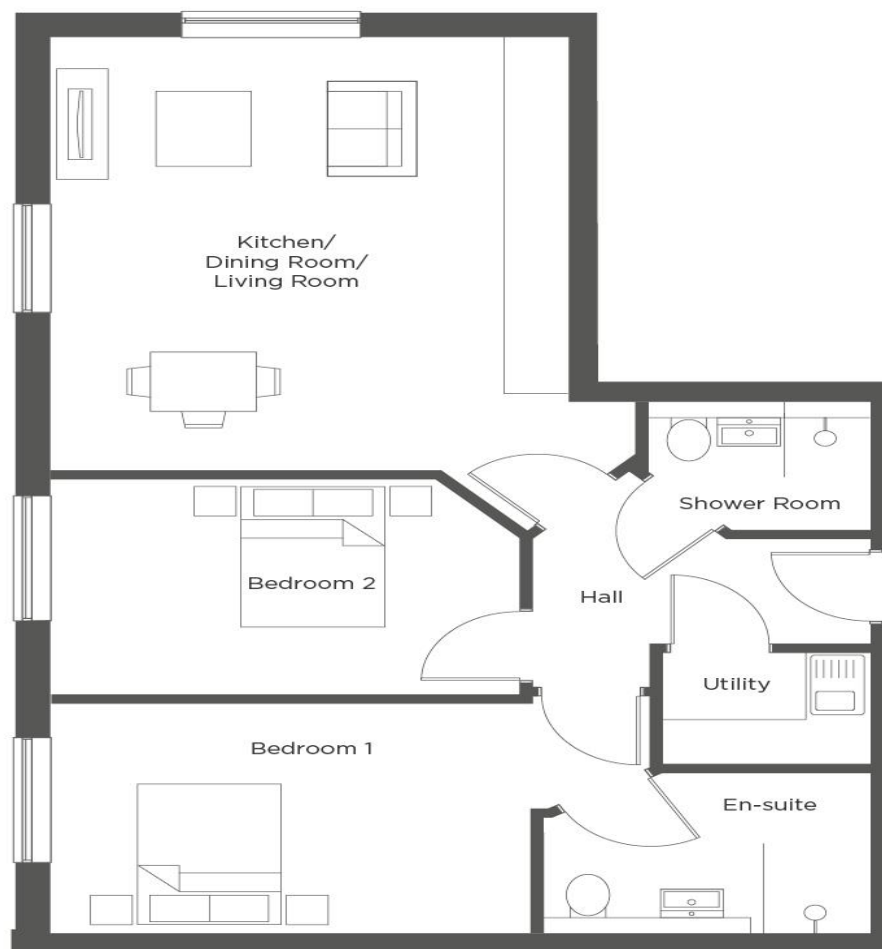 Kitchen/
Dining Room/
Living Room
Shower Room
Bedroom 2
Hall
Utility
Bedroom 1
En-suite